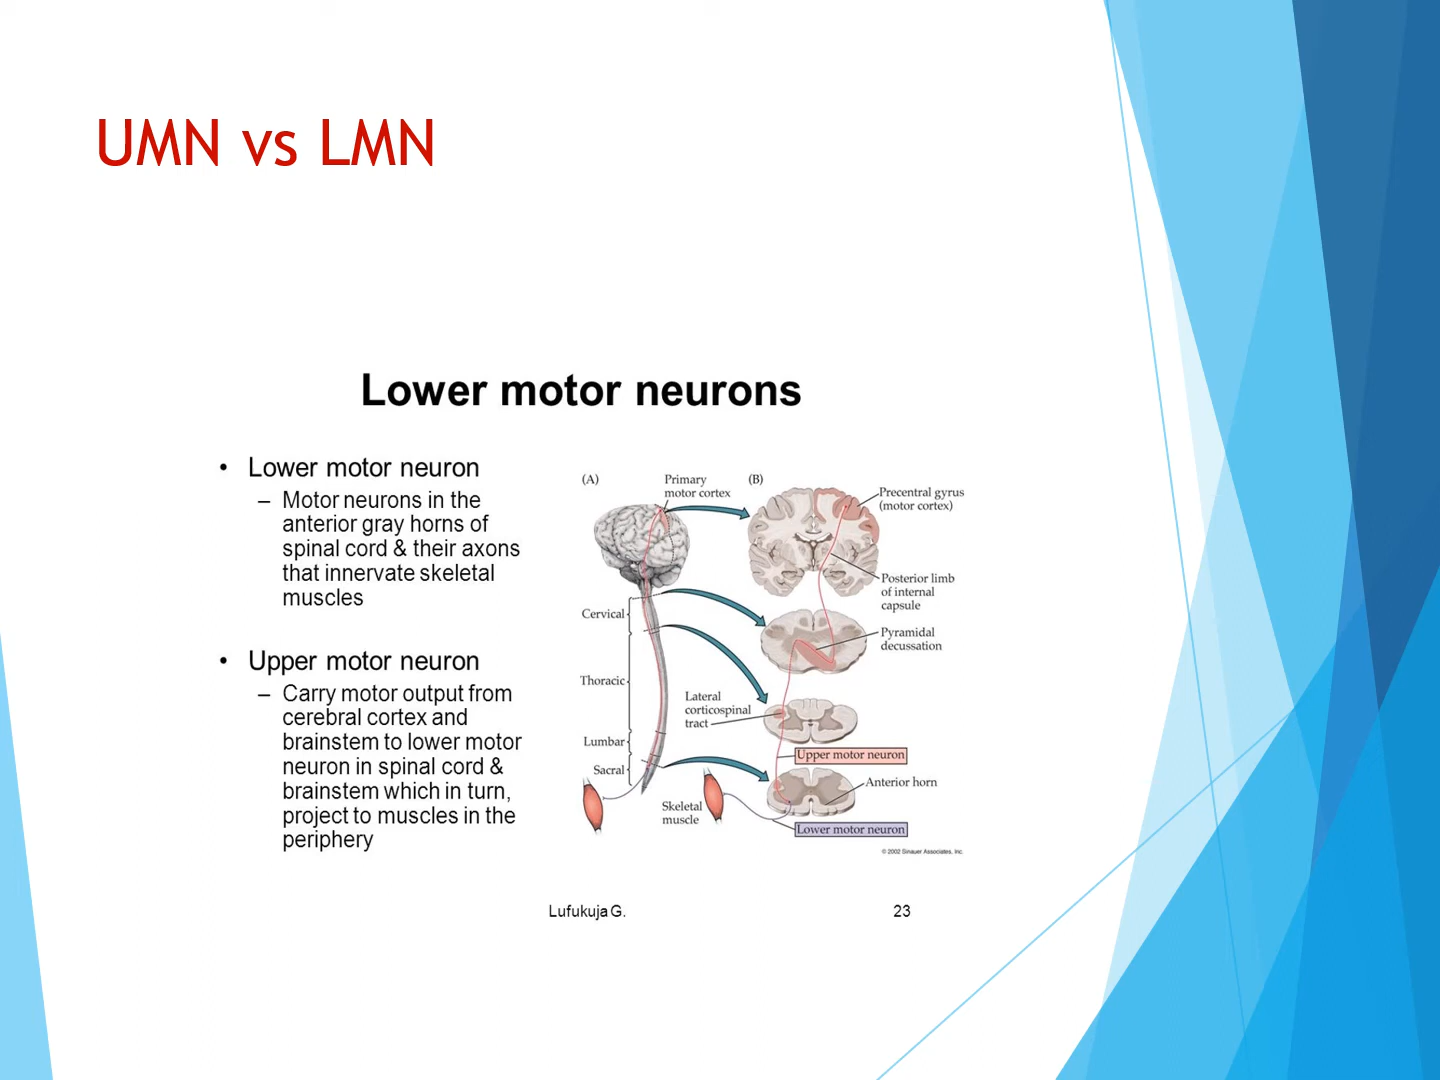 UMN vs LMN
Lower motor neurons
• Lower motor neuron
– Motor neurons in the
anterior gray horns of
spinal cord & their axons
that innervate skeletal
muscles
• Upper motor neuron
– Carry motor output from
cerebral cortex and
brainstem to lower motor
neuron in spinal cord &
brainstem which in turn,
project to muscles in the
periphery
(A)
Primary
motor cortex
Cervical
Thoracic
Lumbar
Sacral
(B)
Precentral gyrus
(motor cortex)
Posterior limb
of internal
capsule
Pyramidal
decussation
Lateral
corticospinal
tract
Upper motor neuron
Anterior horn
Skeletal
muscle
Lower motor neuron
© 2002 Sinauer Associates, Inc.
Lufukuja G.
23